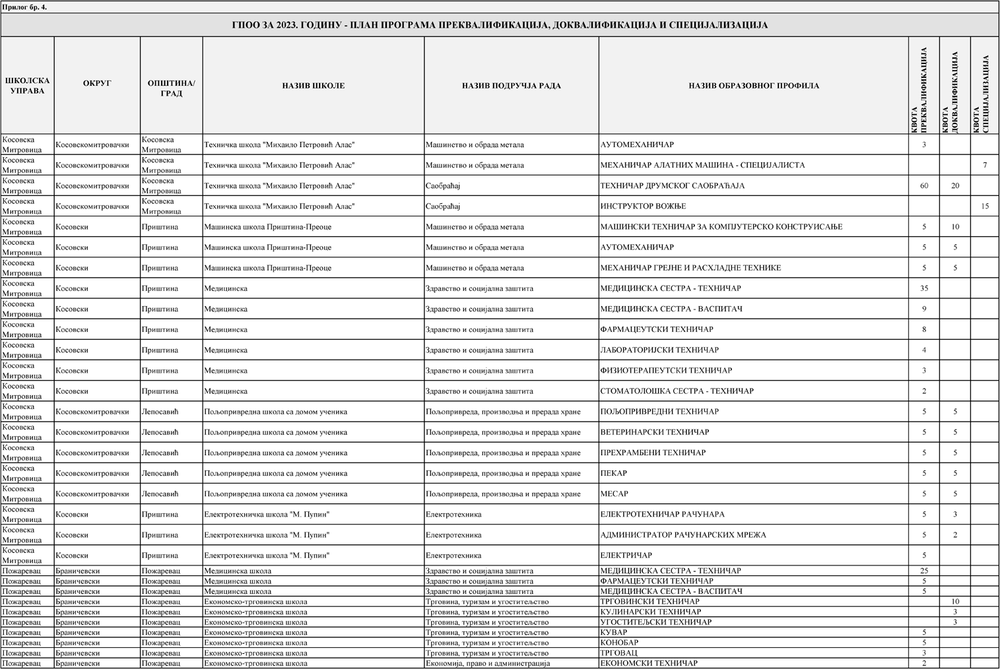 Прилог бр. 4.
ГПОО ЗА 2023. ГОДИНУ - ПЛАН ПРОГРАМА ПРЕКВАЛИФИКАЦИЈА, ДОКВАЛИФИКАЦИЈА И СПЕЦИЈАЛИЗАЦИЈА
ШКОЛСКА УПРАВА ОКРУГ ОПШТИНА/ ГРАД НАЗИВ ШКОЛЕ НАЗИВ ПОДРУЧЈА РАДА НАЗИВ ОБРАЗОВНОГ ПРОФИЛА КВОТА ПРЕКВАЛИФИКАЦИЈА КВОТА ДОКВАЛИФИКАЦИЈА КВОТА СПЕЦИЈАЛИЗАЦИЈА
Косовска Митровица Косовскомитровачки Косовска Митровица Техничка школа "Михаило Петровић Алас" Машинство и обрада метала АУТОМЕХАНИЧАР 3
Косовска Митровица Косовскомитровачки Косовска Митровица Техничка школа "Михаило Петровић Алас" Машинство и обрада метала МЕХАНИЧАР АЛАТНИХ МАШИНА - СПЕЦИЈАЛИСТА 7
Косовска Митровица Косовскомитровачки Косовска Митровица Техничка школа "Михаило Петровић Алас" Саобраћај ТЕХНИЧАР ДРУМСКОГ САОБРАЋАЈА 60 20
Косовска Митровица Косовскомитровачки Косовска Митровица Техничка школа "Михаило Петровић Алас" Саобраћај ИНСТРУКТОР ВОЖЊЕ 15
Косовска Митровица Косовски Приштина Машинска школа Приштина-Преоце Машинство и обрада метала МАШИНСКИ ТЕХНИЧАР ЗА КОМПЈУТЕРСКО КОНСТРУИСАЊЕ 5 10
Косовска Митровица Косовски Приштина Машинска школа Приштина-Преоце Машинство и обрада метала АУТОМЕХАНИЧАР 5 5
Косовска Митровица Косовски Приштина Машинска школа Приштина-Преоце Машинство и обрада метала МЕХАНИЧАР ГРЕЈНЕ И РАСХЛАДНЕ ТЕХНИКЕ 5 5
Косовска Митровица Косовски Приштина Медицинска Здравство и социјална заштита МЕДИЦИНСКА СЕСТРА - ТЕХНИЧАР 35
Косовска Митровица Косовски Приштина Медицинска Здравство и социјална заштита МЕДИЦИНСКА СЕСТРА - ВАСПИТАЧ 9
Косовска Митровица Косовски Приштина Медицинска Здравство и социјална заштита ФАРМАЦЕУТСКИ ТЕХНИЧАР 8
Косовска Митровица Косовски Приштина Медицинска Здравство и социјална заштита ЛАБОРАТОРИЈСКИ ТЕХНИЧАР 4
Косовска Митровица Косовски Приштина Медицинска Здравство и социјална заштита ФИЗИОТЕРАПЕУТСКИ ТЕХНИЧАР 3
Косовска Митровица Косовски Приштина Медицинска Здравство и социјална заштита СТОМАТОЛОШКА СЕСТРА - ТЕХНИЧАР 2
Косовска Митровица Косовскомитровачки Лепосавић Пољопривредна школа са домом ученика Пољопривреда, производња и прерада хране ПОЉОПРИВРЕДНИ ТЕХНИЧАР 5 5
Косовска Митровица Косовскомитровачки Лепосавић Пољопривредна школа са домом ученика Пољопривреда, производња и прерада хране ВЕТЕРИНАРСКИ ТЕХНИЧАР 5 5
Косовска Митровица Косовскомитровачки Лепосавић Пољопривредна школа са домом ученика Пољопривреда, производња и прерада хране ПРЕХРАМБЕНИ ТЕХНИЧАР 5 5
Косовска Митровица Косовскомитровачки Лепосавић Пољопривредна школа са домом ученика Пољопривреда, производња и прерада хране ПЕКАР 5 5
Косовска Митровица Косовскомитровачки Лепосавић Пољопривредна школа са домом ученика Пољопривреда, производња и прерада хране МЕСАР 5 5
Косовска Митровица Косовски Приштина Електротехничка школа "М. Пупин" Електротехника ЕЛЕКТРОТЕХНИЧАР РАЧУНАРА 5 3
Косовска Митровица Косовски Приштина Електротехничка школа "М. Пупин" Електротехника АДМИНИСТРАТОР РАЧУНАРСКИХ МРЕЖА 5 2
Косовска Митровица Косовски Приштина Електротехничка школа "М. Пупин" Електротехника ЕЛЕКТРИЧАР 5
Пожаревац Браничевски Пожаревац Медицинска школа Здравство и социјална заштита МЕДИЦИНСКА СЕСТРА - ТЕХНИЧАР 25
Пожаревац Браничевски Пожаревац Медицинска школа Здравство и социјална заштита ФАРМАЦЕУТСКИ ТЕХНИЧАР 5
Пожаревац Браничевски Пожаревац Медицинска школа Здравство и социјална заштита МЕДИЦИНСКА СЕСТРА - ВАСПИТАЧ 5
Пожаревац Браничевски Пожаревац Економско-трговинска школа Трговина, туризам и угоститељство ТРГОВИНСКИ ТЕХНИЧАР 10
Пожаревац Браничевски Пожаревац Економско-трговинска школа Трговина, туризам и угоститељство КУЛИНАРСКИ ТЕХНИЧАР 3
Пожаревац Браничевски Пожаревац Економско-трговинска школа Трговина, туризам и угоститељство УГОСТИТЕЉСКИ ТЕХНИЧАР 3
Пожаревац Браничевски Пожаревац Економско-трговинска школа Трговина, туризам и угоститељство КУВАР 5
Пожаревац Браничевски Пожаревац Економско-трговинска школа Трговина, туризам и угоститељство КОНОБАР 5
Пожаревац Браничевски Пожаревац Економско-трговинска школа Трговина, туризам и угоститељство ТРГОВАЦ 3
Пожаревац Браничевски Пожаревац Економско-трговинска школа Економија, право и администрација ЕКОНОМСКИ ТЕХНИЧАР 2